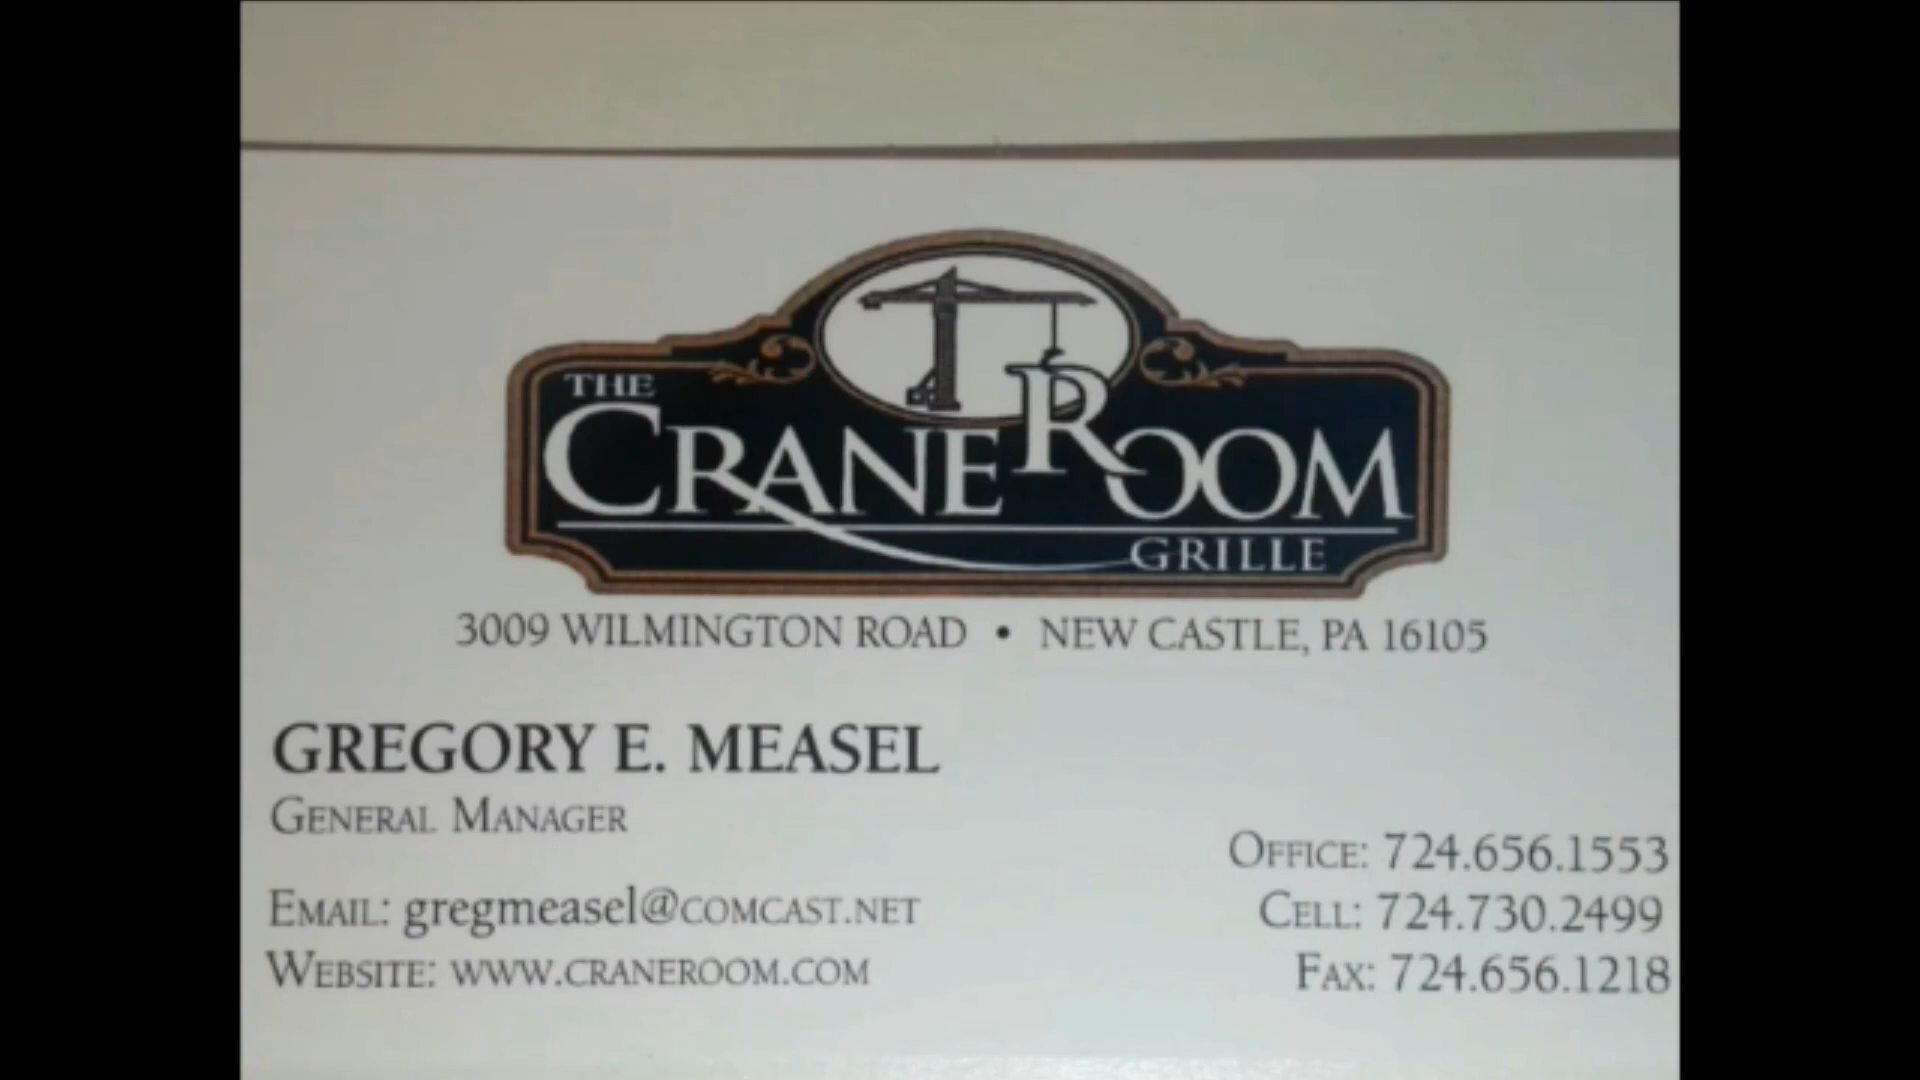 THE
CRANE ROOM
GRILLE
3009 WILMINGTON ROAD • NEW CASTLE, PA 16105
GREGORY E. MEASEL
GENERAL MANAGER
OFFICE: 724.656.1553
EMAIL: gregmeasel@COMCAST.NET
CELL: 724.730.2499
WEBSITE: WWW.CRANEROOM.COM
FAX: 724.656.1218